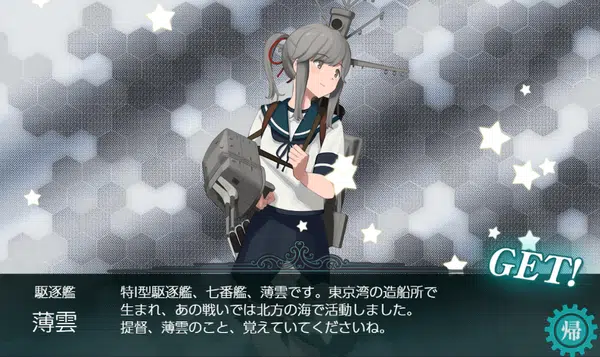 GET!
駆逐艦
薄雲
特I型駆逐艦、七番艦、薄雲です。東京湾の造船所で
生まれ、あの戦いでは北方の海で活動しました。
提督、薄雲のこと、覚えていてくださいね。
帰